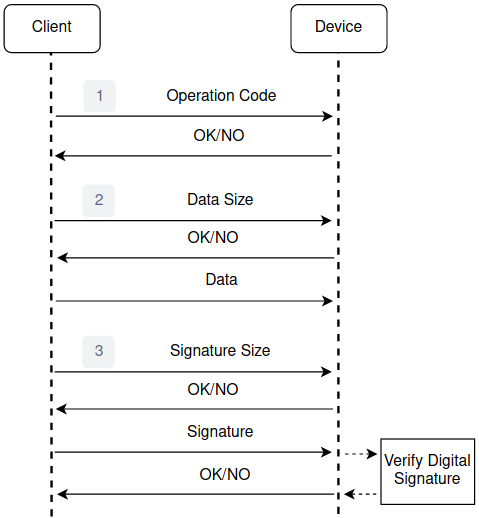 Client
Device
1
Operation Code
OK/NO
2
Data Size
OK/NO
Data
3
Signature Size
OK/NO
Signature
Verify Digital
Signature
OK/NO